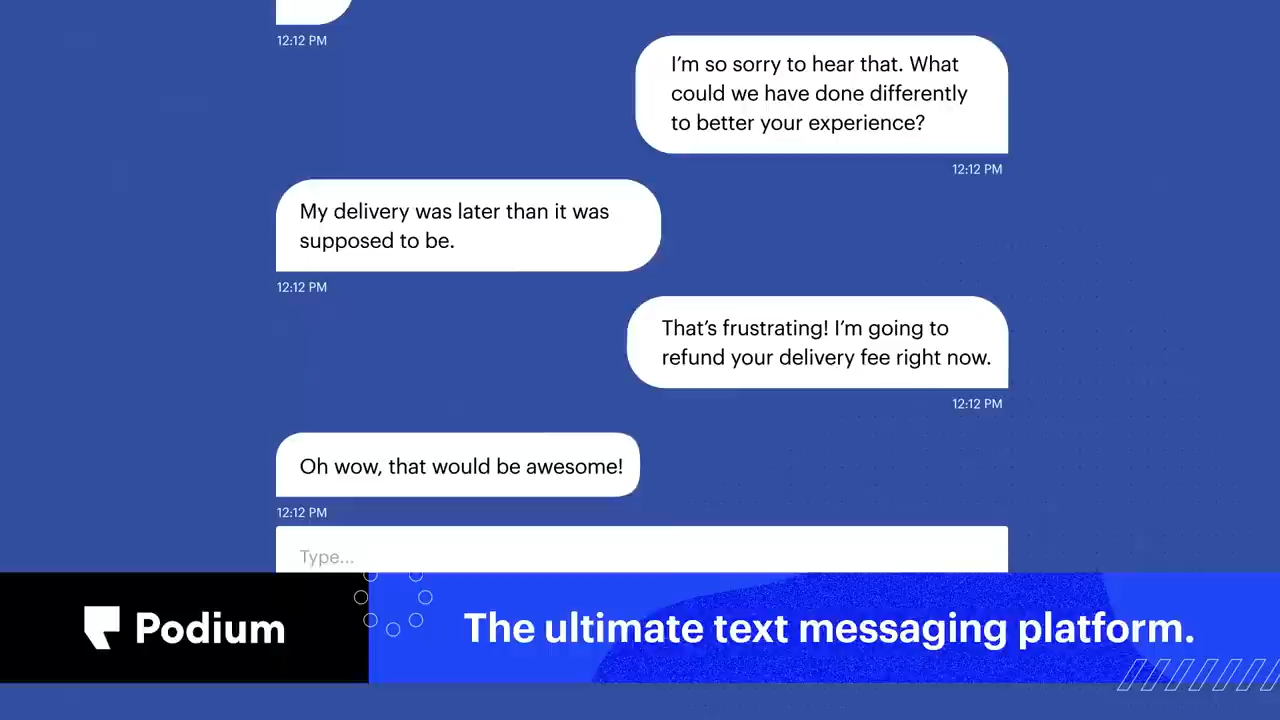 12:12 PM
I’m so sorry to hear that. What
could we have done differently
to better your experience?
12:12 PM
My delivery was later than it was
supposed to be.
12:12 PM
That’s frustrating! I’m going to
refund your delivery fee right now.
12:12 PM
Oh wow, that would be awesome!
12:12 PM
Type...
Podium
The ultimate text messaging platform.